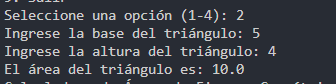 Seleccione una opción (1-4): 2
Ingrese la base del triángulo: 5
Ingrese la altura del triángulo: 4
El área del triángulo es: 10.0